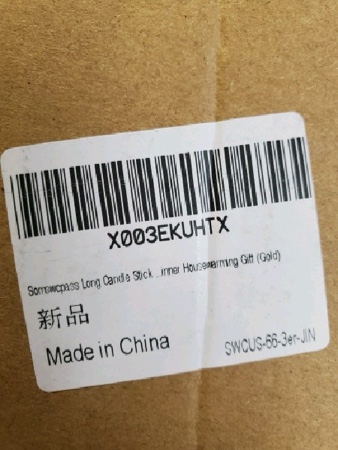 X003EKUHTX
Somawcpass Long Candle Stick ...inner Housewarming Gift (Gold)
新品
Made in China
SWCUS-66-3er-JIN